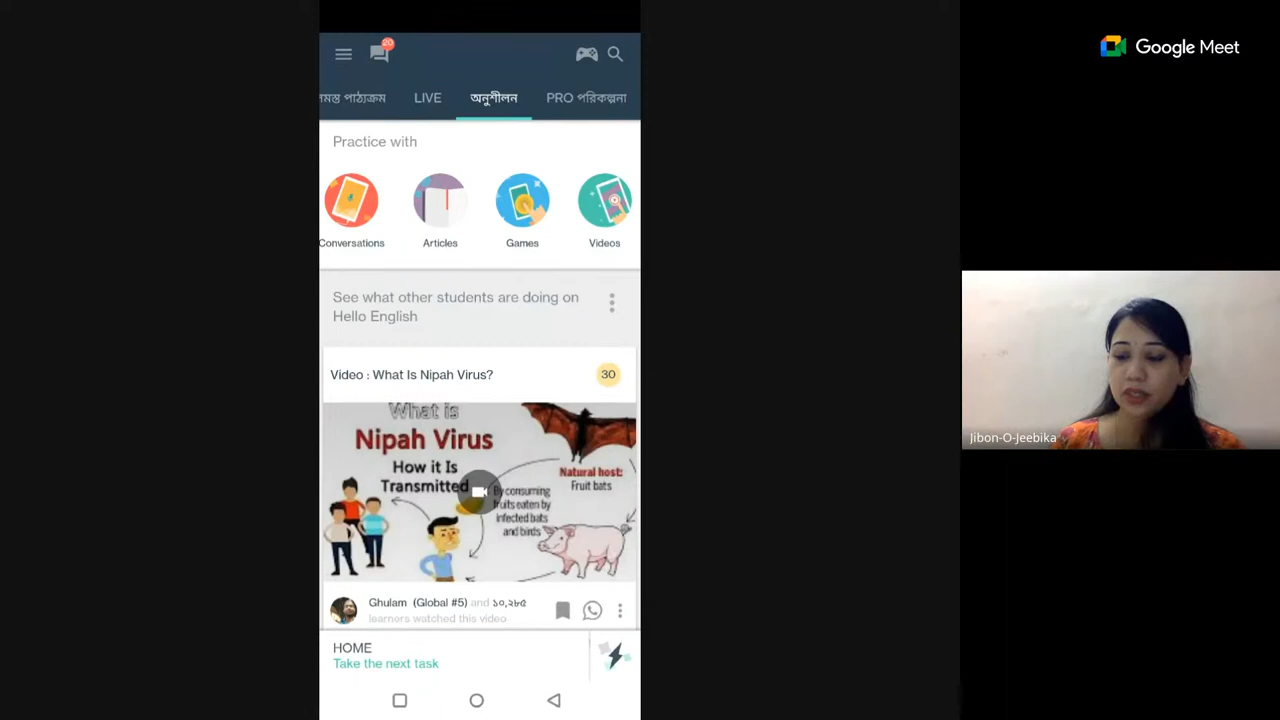 Google Meet
20
মস্ত পাঠ্যক্রম
LIVE
অনুশীলন
PRO পরিকল্পনা
Practice with
Conversations
Articles
Games
Videos
See what other students are doing on
Hello English
Video : What Is Nipah Virus?
30
What is
Nipah Virus
How it Is
Transmitted
Natural host:
Fruit bats
By consuming
fruits eaten by
infected bats
and birds
Ghulam (Global #5) and ১০,২৮৫
learners watched this video
HOME
Take the next task
Jibon-O-Jeebika